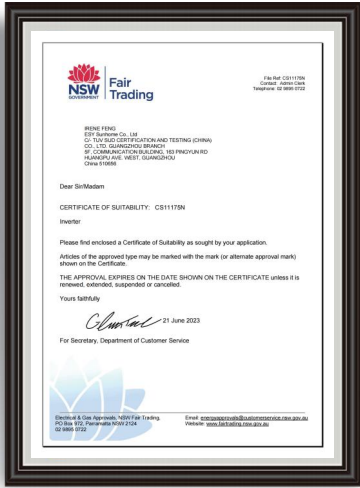 NSW
GOVERNMENT
Fair
Trading
File Ref: CS11175N
Contact: Admin Clerk
Telephone: 02 9895 0722
IRENE FENG
ESY Sunhome Co., Ltd
C/- TUV SUD CERTIFICATION AND TESTING (CHINA)
CO., LTD. GUANGZHOU BRANCH
5F, COMMUNICATION BUILDING, 163 PINGYUN RD
HUANGPU AVE. WEST, GUANGZHOU
China 510656
Dear Sir/Madam
CERTIFICATE OF SUITABILITY: CS11175N
Inverter
Please find enclosed a Certificate of Suitability as sought by your application.
Articles of the approved type may be marked with the mark (or alternate approval mark)
shown on the Certificate.
THE APPROVAL EXPIRES ON THE DATE SHOWN ON THE CERTIFICATE unless it is
renewed, extended, suspended or cancelled.
Yours faithfully
21 June 2023
For Secretary, Department of Customer Service
Electrical & Gas Approvals, NSW Fair Trading.
PO Box 972, Parramatta NSW 2124
02 9895 0722
Email: energyapprovals@customerservice.nsw.gov.au
Website: www.fairtrading.nsw.gov.au